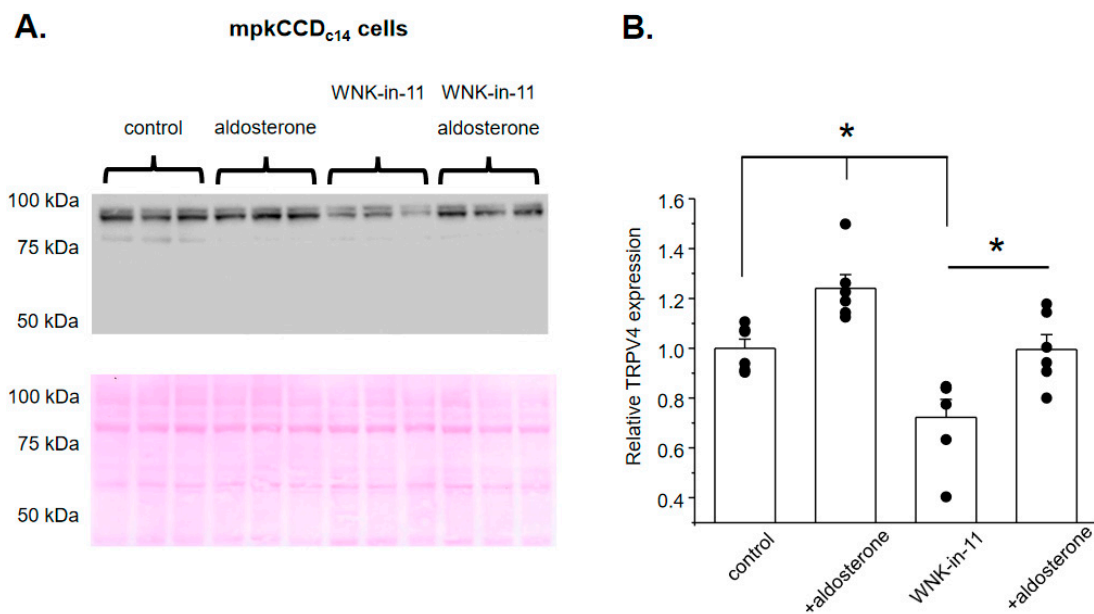 A.
mpkCCDc14 cells
WNK-in-11 WNK-in-11
control aldosterone aldosterone
100 kDa
75 kDa
50 kDa
100 kDa
75 kDa
50 kDa
B.
*
*
Relative TRPV4 expression
1.6
1.4
1.2
1.0
0.8
0.6
0.4
control
+aldosterone
WNK-in-11
+aldosterone